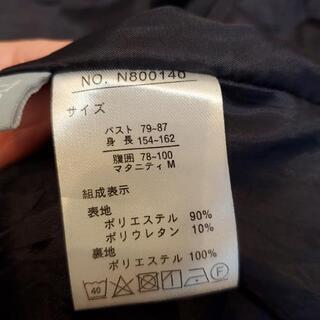 NO. N800140
サイズ
バスト 79~87
身長 154~162
腹囲 78~100
マタニティ M
組成表示
表地
ポリエステル 90%
ポリウレタン 10%
裏地
ポリエステル 100%
40 F